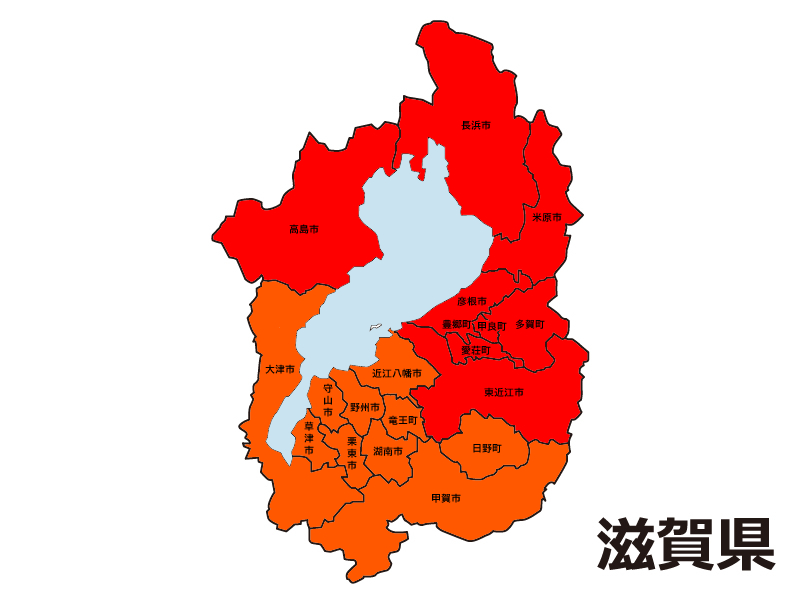 長浜市
米原市
高島市
彦根市
豊郷町
甲良町
多賀町
愛荘町
大津市
近江八幡市
東近江市
守山市
野州市
竜王町
草津市
栗東市
湖南市
日野町
甲賀市
滋賀県